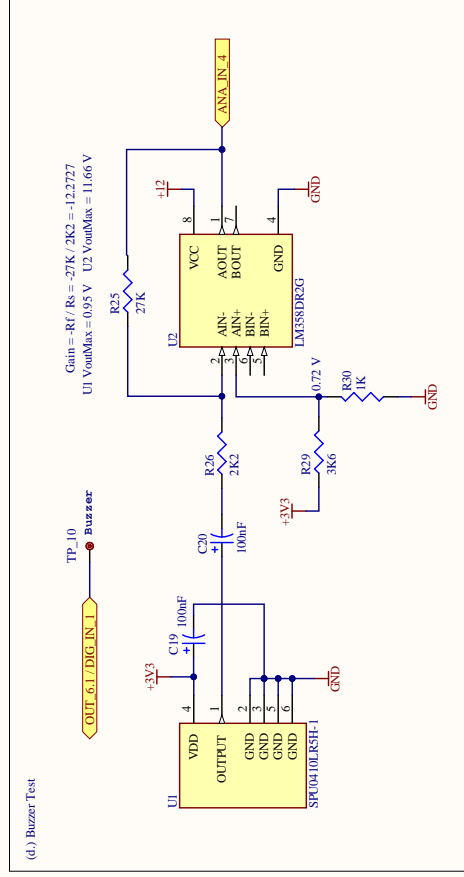 (d.) Buzzer Test
OUT_6.1 / DIG_IN_1
TP_10
Buzzer
Gain = -Rf / Rs = -27K / 2K2 = -12.2727
U1 VoutMax = 0.95 V U2 VoutMax = 11.66 V
R25
27K
ANA_IN_4
+12
+3V3
C19
100nF
C20
100nF
R26
2K2
U1
4
VDD
1
OUTPUT
2
GND
3
GND
5
GND
6
GND
SPU0410LR5H-1
GND
U2
2
AIN-
3
AIN+
6
BIN-
5
BIN+
VCC
8
AOUT
1
BOUT
7
GND
4
LM358DR2G
GND
0.72 V
+3V3
R29
3K6
R30
1K
GND